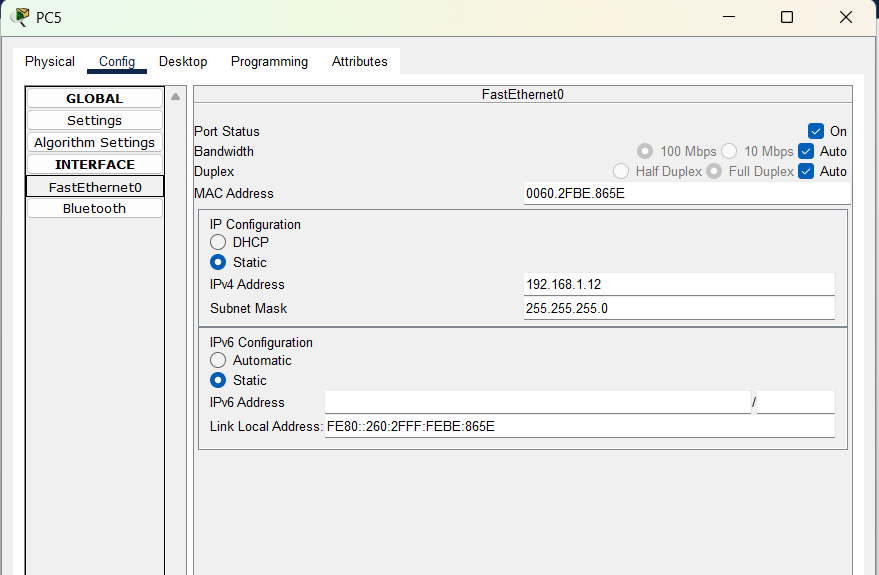 PC5
Physical Config Desktop Programming Attributes
GLOBAL
Settings
Algorithm Settings
INTERFACE
FastEthernet0
Bluetooth
FastEthernet0
Port Status On
Bandwidth 100 Mbps 10 Mbps Auto
Duplex Half Duplex Full Duplex Auto
MAC Address 0060.2FBE.865E
IP Configuration
DHCP
Static
IPv4 Address 192.168.1.12
Subnet Mask 255.255.255.0
IPv6 Configuration
Automatic
Static
IPv6 Address /
Link Local Address: FE80::260:2FFF:FEBE:865E